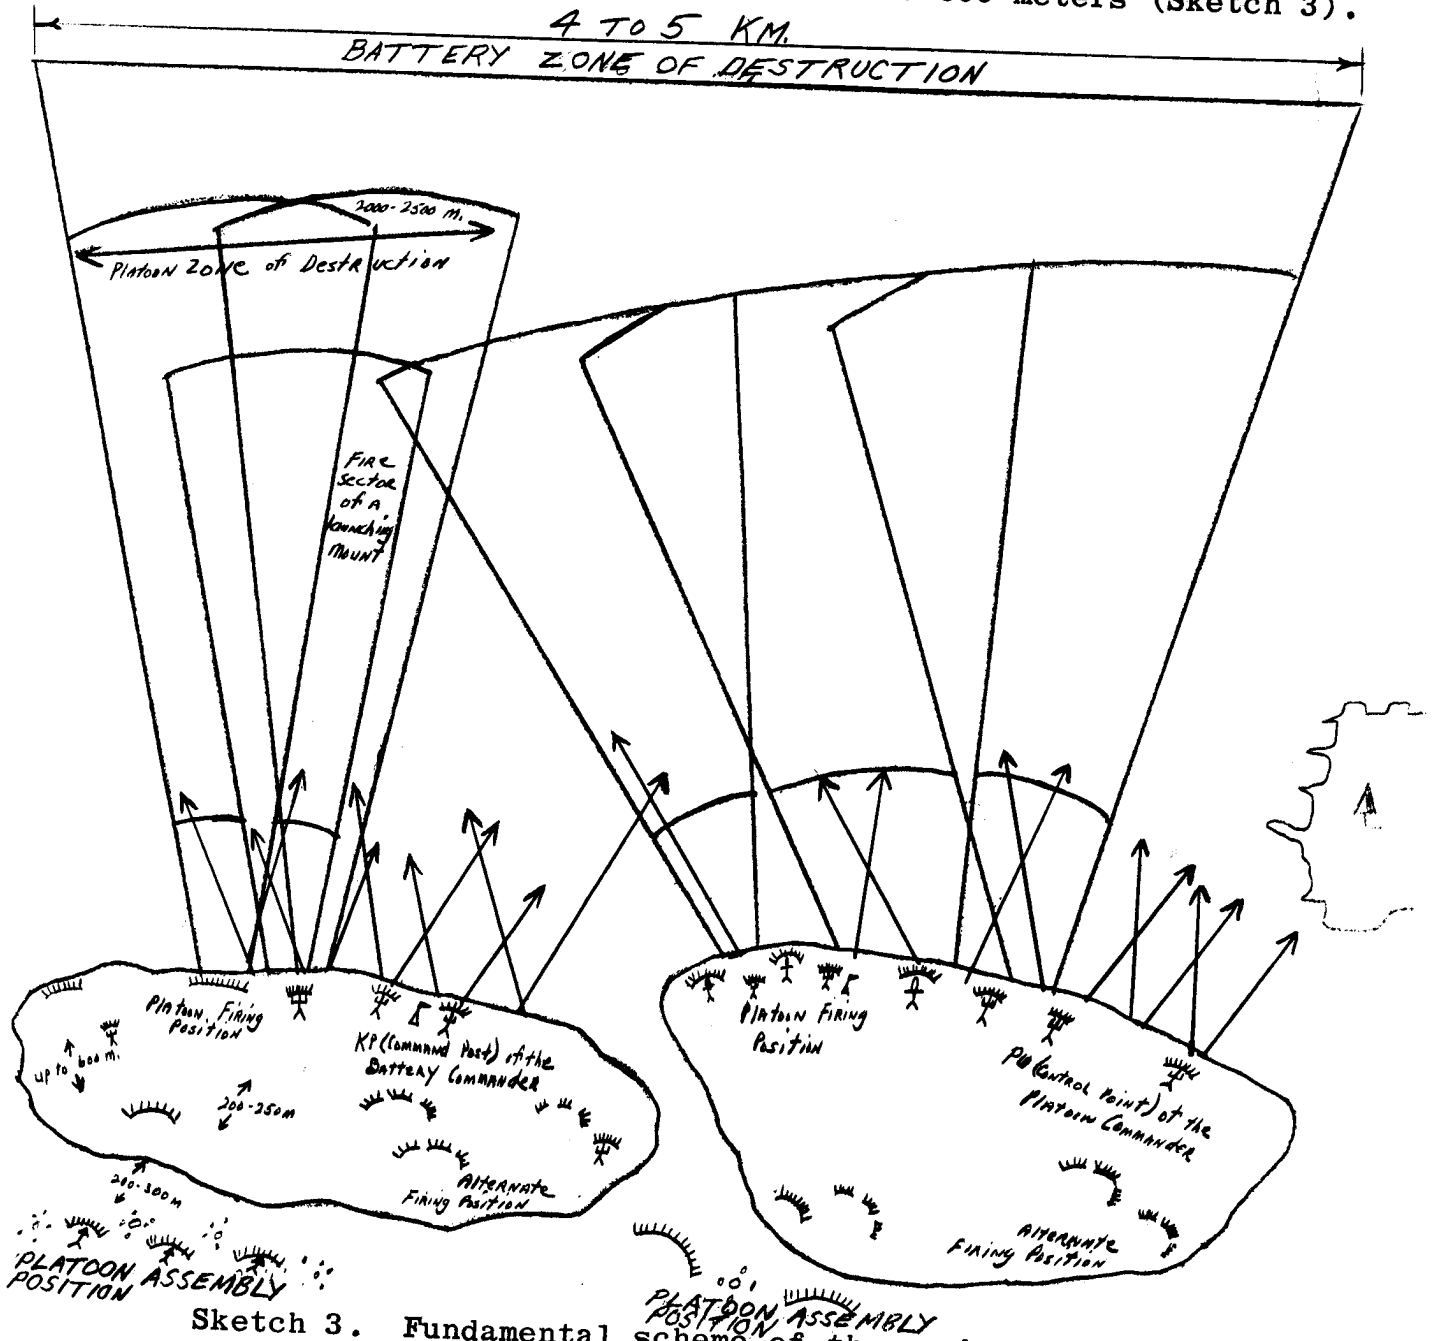 meters (Sketch 3).
4 TO 5 KM.
BATTERY ZONE OF DESTRUCTION
2000-2500 m.
Platoon Zone of Destruction
Fire
sector
of a
launching
Mount
Platoon Firing
Position
up to 600 m.
KP (Command Post) of the
Battery Commander
200-250m
200-300m
Alternate
Firing Position
PLATOON ASSEMBLY
POSITION
Platoon Firing
Position
(Control Point) of the
Platoon Commander
Alternate
Firing Position
PLATOON ASSEMBLY
POSITION
Sketch 3. Fundamental scheme of the